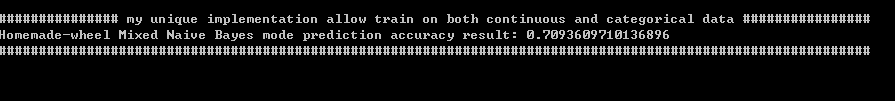 ############### my unique implementation allow train on both continuous and categorical data ################
Homemade-wheel Mixed Naive Bayes mode prediction accuracy result: 0.7093609710136896
#############################################################################################################